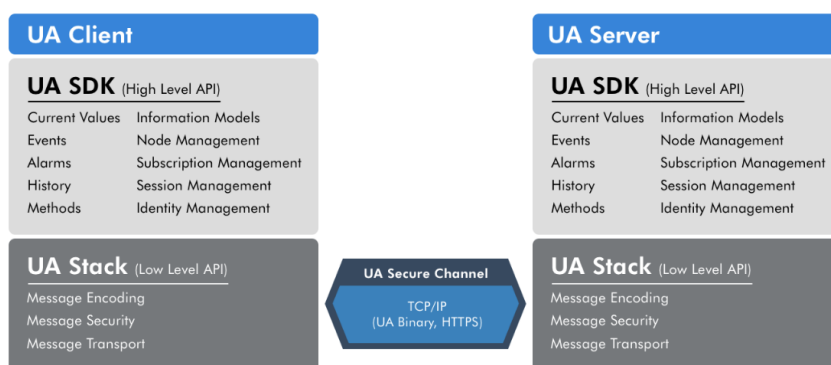 UA Client
UA SDK (High Level API)
Current Values Information Models
Events Node Management
Alarms Subscription Management
History Session Management
Methods Identity Management
UA Stack (Low Level API)
Message Encoding
Message Security
Message Transport
UA Secure Channel
TCP/IP
(UA Binary, HTTPS)
UA Server
UA SDK (High Level API)
Current Values Information Models
Events Node Management
Alarms Subscription Management
History Session Management
Methods Identity Management
UA Stack (Low Level API)
Message Encoding
Message Security
Message Transport